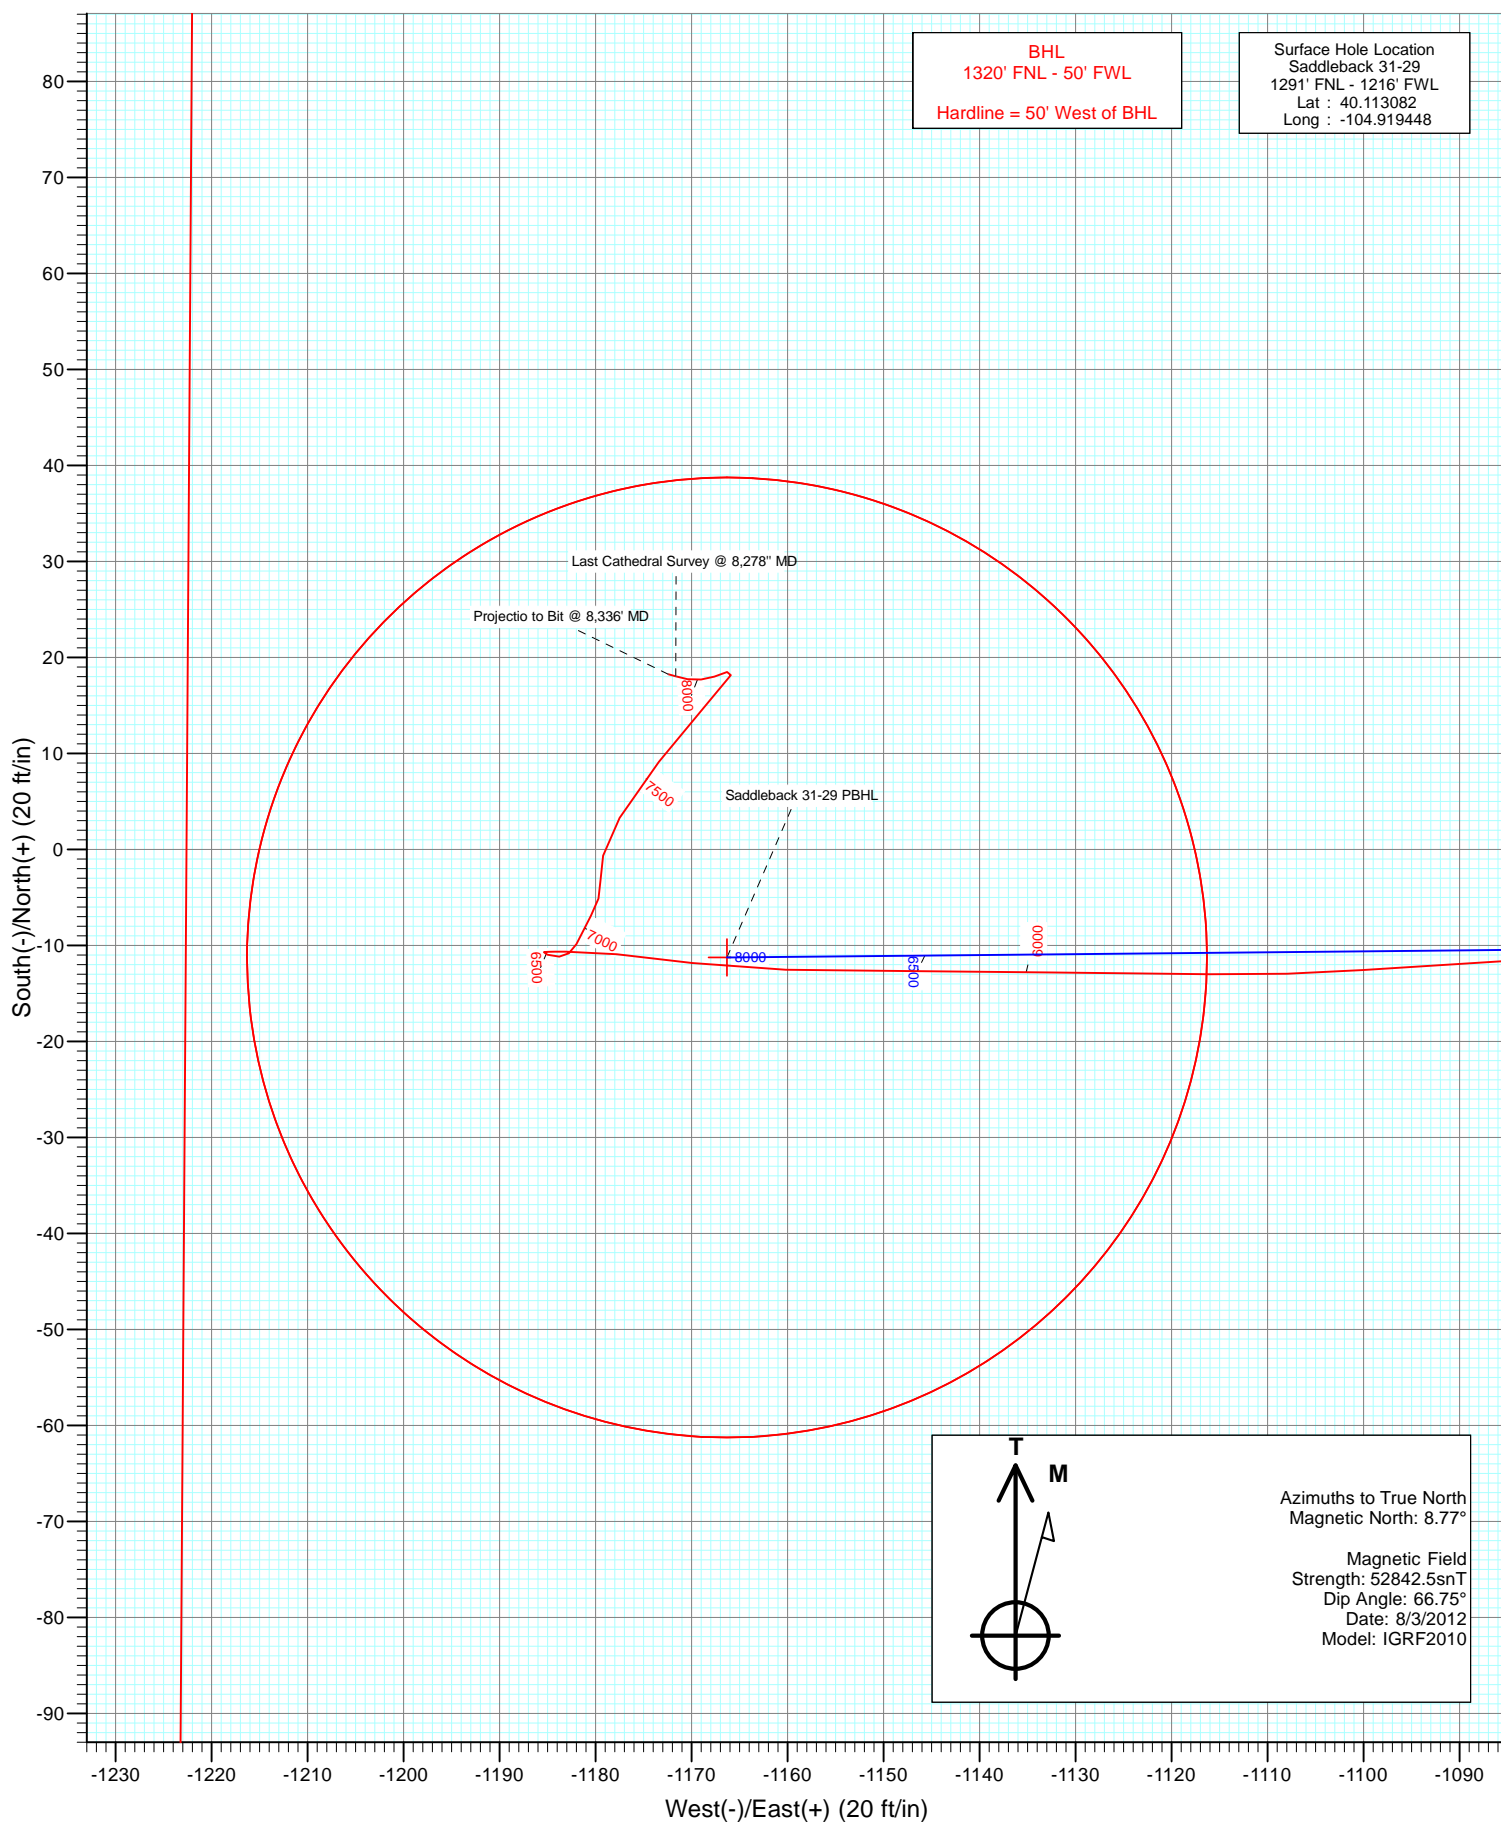 BHL
1320' FNL - 50' FWL
Hardline = 50' West of BHL
Surface Hole Location
Saddleback 31-29
1291' FNL - 1216' FWL
Lat : 40.113082
Long : -104.919448
80
70
60
50
40
30
20
10
0
-10
-20
-30
-40
-50
-60
-70
-80
-90
South(-)/North(+) (20 ft/in)
Last Cathedral Survey @ 8,278" MD
Projectio to Bit @ 8,336' MD
8000
7500
Saddleback 31-29 PBHL
7000
6500
8000
6500
6000
T
M
Azimuths to True North
Magnetic North: 8.77°
Magnetic Field
Strength: 52842.5snT
Dip Angle: 66.75°
Date: 8/3/2012
Model: IGRF2010
-1230 -1220 -1210 -1200 -1190 -1180 -1170 -1160 -1150 -1140 -1130 -1120 -1110 -1100 -1090
West(-)/East(+) (20 ft/in)